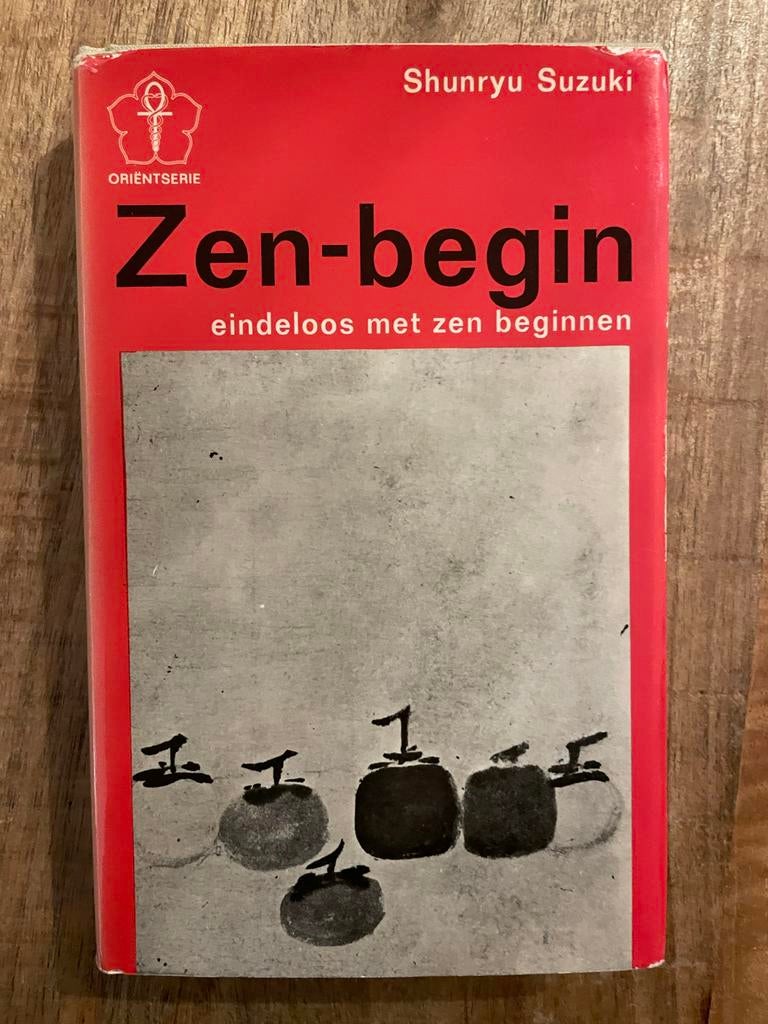 Shunryu Suzuki
ORIËNTSERIE
Zen-begin
eindeloos met zen beginnen